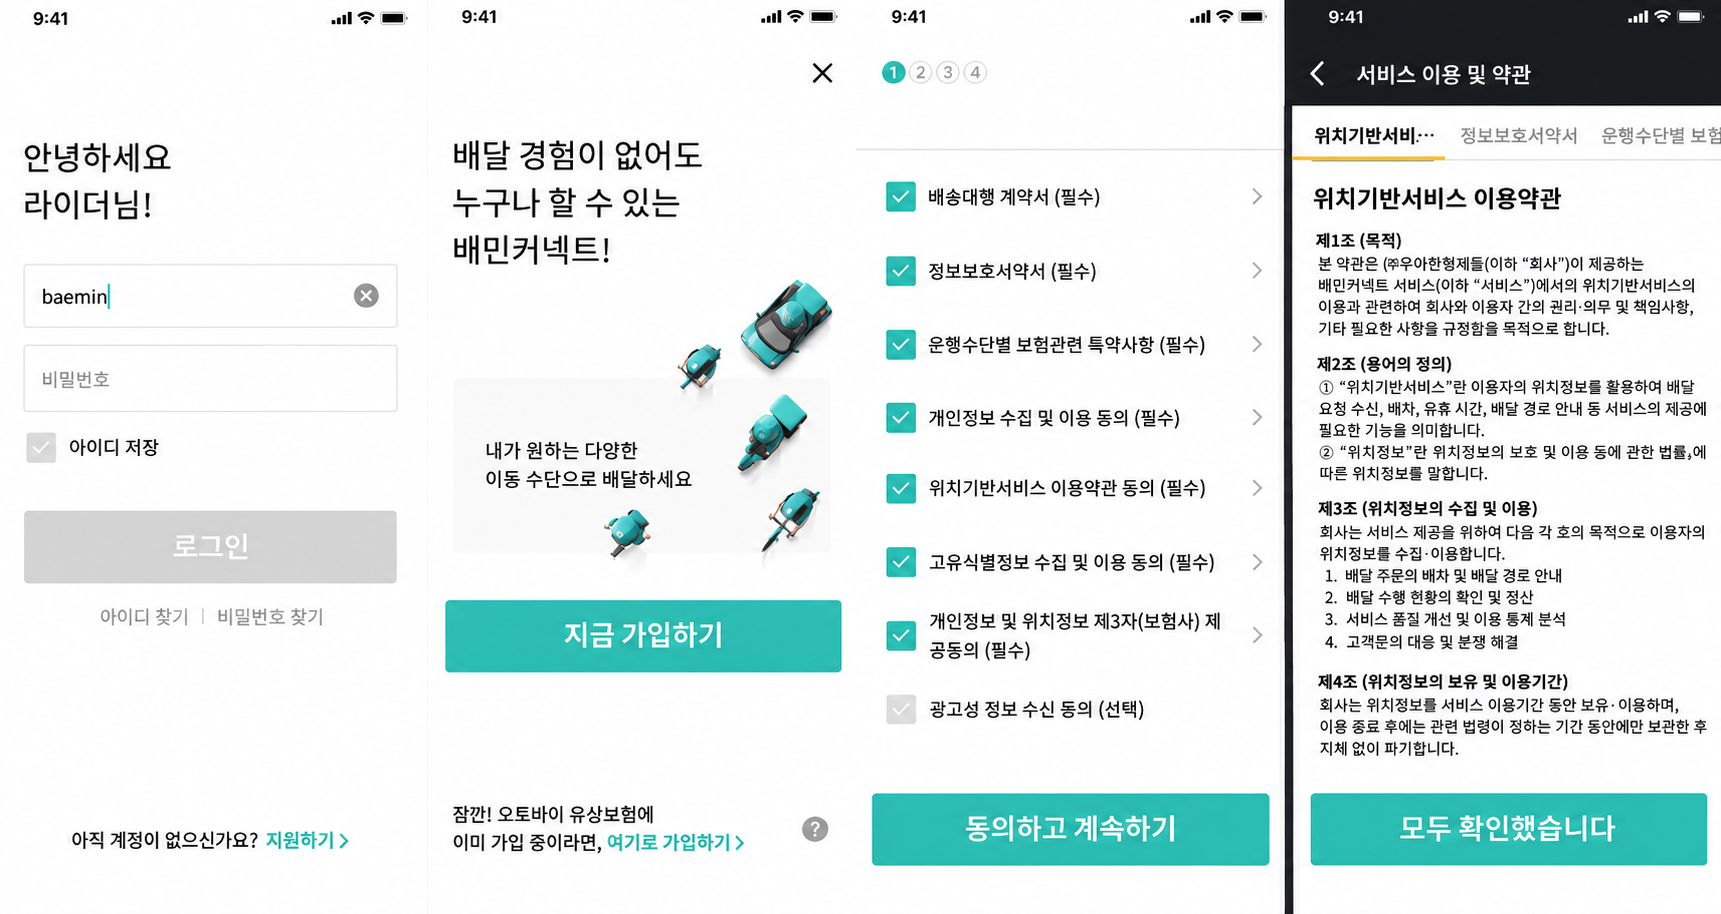 9:41
안녕하세요
라이더님!
baemin
비밀번호
아이디 저장
로그인
아이디 찾기 | 비밀번호 찾기
아직 계정이 없으신가요? 지원하기 >
9:41
배달 경험이 없어도
누구나 할 수 있는
배민커넥트!
내가 원하는 다양한
이동 수단으로 배달하세요
지금 가입하기
잠깐! 오토바이 유상보험에
이미 가입 중이라면, 여기로 가입하기 >
?
9:41
1 2 3 4
배송대행 계약서 (필수)
정보보호서약서 (필수)
운행수단별 보험관련 특약사항 (필수)
개인정보 수집 및 이용 동의 (필수)
위치기반서비스 이용약관 동의 (필수)
고유식별정보 수집 및 이용 동의 (필수)
개인정보 및 위치정보 제3자(보험사) 제
공동의 (필수)
광고성 정보 수신 동의 (선택)
동의하고 계속하기
9:41
서비스 이용 및 약관
위치기반서비… 정보보호서약서 운행수단별 보험
위치기반서비스 이용약관
제1조 (목적)
본 약관은 ㈜우아한형제들(이하 “회사”)이 제공하는
배민커넥트 서비스(이하 “서비스”)에서의 위치기반서비스의
이용과 관련하여 회사와 이용자 간의 권리·의무 및 책임사항,
기타 필요한 사항을 규정함을 목적으로 합니다.
제2조 (용어의 정의)
① “위치기반서비스”란 이용자의 위치정보를 활용하여 배달
요청 수신, 배차, 유휴 시간, 배달 경로 안내 동 서비스의 제공에
필요한 기능을 의미합니다.
② “위치정보”란 위치정보의 보호 및 이용 동에 관한 법률,에
따른 위치정보를 말합니다.
제3조 (위치정보의 수집 및 이용)
회사는 서비스 제공을 위하여 다음 각 호의 목적으로 이용자의
위치정보를 수집·이용합니다.
1. 배달 주문의 배차 및 배달 경로 안내
2. 배달 수행 현황의 확인 및 정산
3. 서비스 품질 개선 및 이용 통계 분석
4. 고객문의 대응 및 분쟁 해결
제4조 (위치정보의 보유 및 이용기간)
회사는 위치정보를 서비스 이용기간 동안 보유·이용하며,
이용 종료 후에는 관련 법령이 정하는 기간 동안에만 보관한 후
지체 없이 파기합니다.
모두 확인했습니다